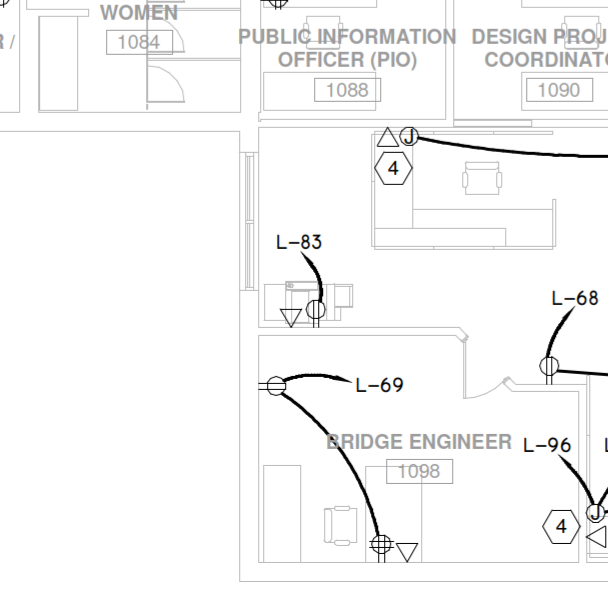 WOMEN
1084
R /
PUBLIC INFORMATION
OFFICER (PIO)
1088
DESIGN PROJ
COORDINATO
1090
J
4
L-83
L-68
L-69
BRIDGE ENGINEER
1098
L-96
L
J
4